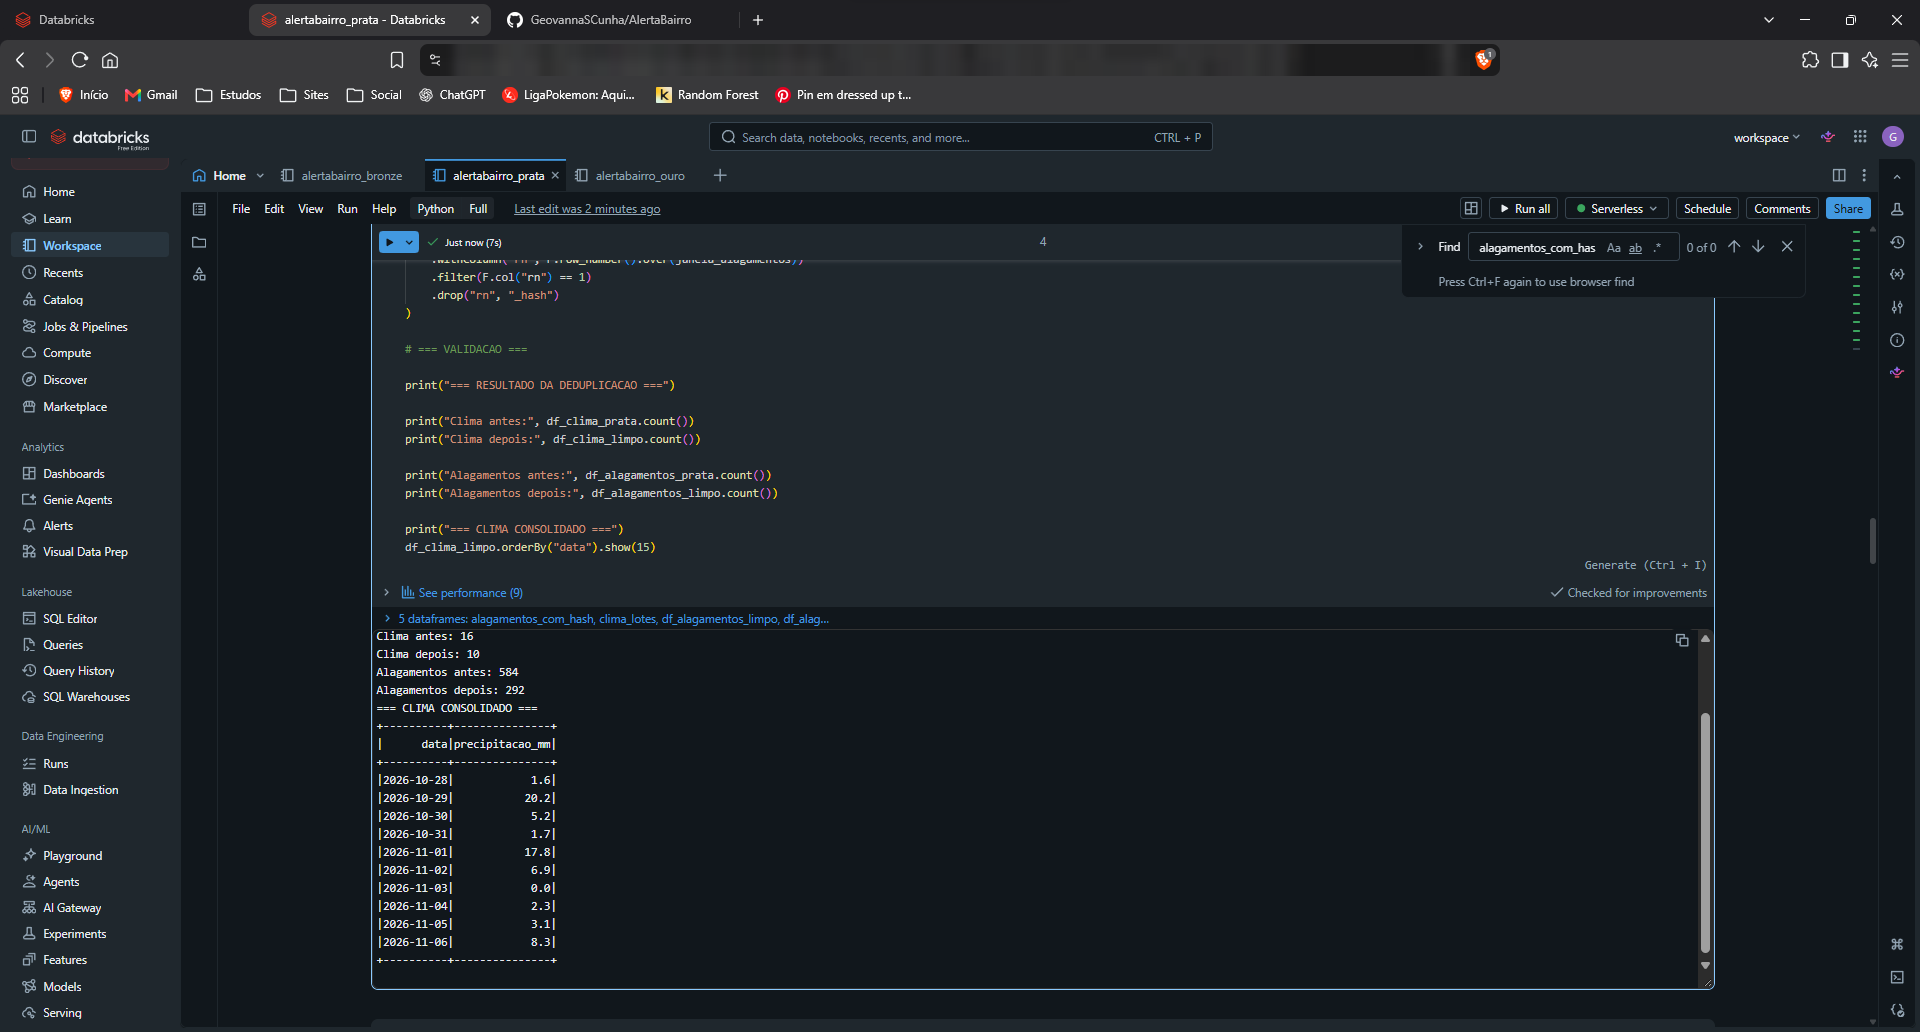 Databricks
alertabairro_prata - Databricks
GeovannaSCunha/AlertaBairro
1
Início
Gmail
Estudos
Sites
Social
ChatGPT
LigaPokemon: Aqui...
Random Forest
Pin em dressed up t...
databricks
Free Edition
Search data, notebooks, recents, and more...
CTRL + P
workspace
G
Home
Learn
Workspace
Recents
Catalog
Jobs & Pipelines
Compute
Discover
Marketplace
Analytics
Dashboards
Genie Agents
Alerts
Visual Data Prep
Lakehouse
SQL Editor
Queries
Query History
SQL Warehouses
Data Engineering
Runs
Data Ingestion
AI/ML
Playground
Agents
AI Gateway
Experiments
Features
Models
Serving
Home
alertabairro_bronze
alertabairro_prata
alertabairro_ouro
File Edit View Run Help Python Full Last edit was 2 minutes ago
Run all
Serverless
Schedule
Comments
Share
Just now (7s)
4
Find
alagamentos_com_has
Aa ab .*
0 of 0
Press Ctrl+F again to use browser find
.withColumn("rn", F.row_number().over(janela_alagamentos))
.filter(F.col("rn") == 1)
.drop("rn", "_hash")
)
# === VALIDACAO ===
print("=== RESULTADO DA DEDUPLICACAO ===")
print("Clima antes:", df_clima_prata.count())
print("Clima depois:", df_clima_limpo.count())
print("Alagamentos antes:", df_alagamentos_prata.count())
print("Alagamentos depois:", df_alagamentos_limpo.count())
print("=== CLIMA CONSOLIDADO ===")
df_clima_limpo.orderBy("data").show(15)
Generate (Ctrl + I)
See performance (9)
Checked for improvements
5 dataframes: alagamentos_com_hash, clima_lotes, df_alagamentos_limpo, df_alag...
Clima antes: 16
Clima depois: 10
Alagamentos antes: 584
Alagamentos depois: 292
=== CLIMA CONSOLIDADO ===
+----------+---------------+
|      data|precipitacao_mm|
+----------+---------------+
|2026-10-28|            1.6|
|2026-10-29|           20.2|
|2026-10-30|            5.2|
|2026-10-31|            1.7|
|2026-11-01|           17.8|
|2026-11-02|            6.9|
|2026-11-03|            0.0|
|2026-11-04|            2.3|
|2026-11-05|            3.1|
|2026-11-06|            8.3|
+----------+---------------+